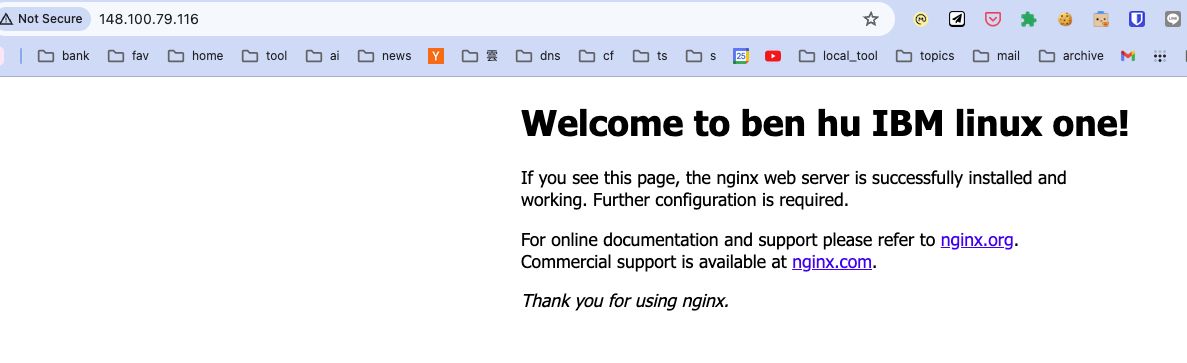 Not Secure 148.100.79.116
bank fav home tool ai news Y 雲 dns cf ts s 25 local_tool topics mail archive
Welcome to ben hu IBM linux one!
If you see this page, the nginx web server is successfully installed and
working. Further configuration is required.
For online documentation and support please refer to nginx.org.
Commercial support is available at nginx.com.
Thank you for using nginx.